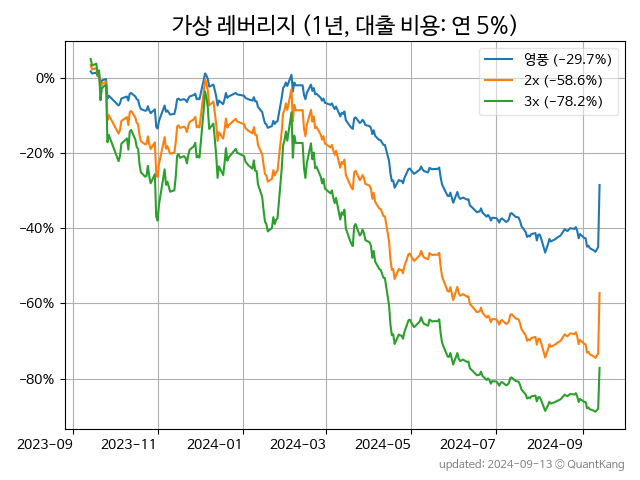 가상 레버리지 (1년, 대출 비용: 연 5%)
영풍 (−29.7%)
2x (−58.6%)
3x (−78.2%)
0%
−20%
−40%
−60%
−80%
2023-09 2023-11 2024-01 2024-03 2024-05 2024-07 2024-09
updated: 2024-09-13 © QuantKang